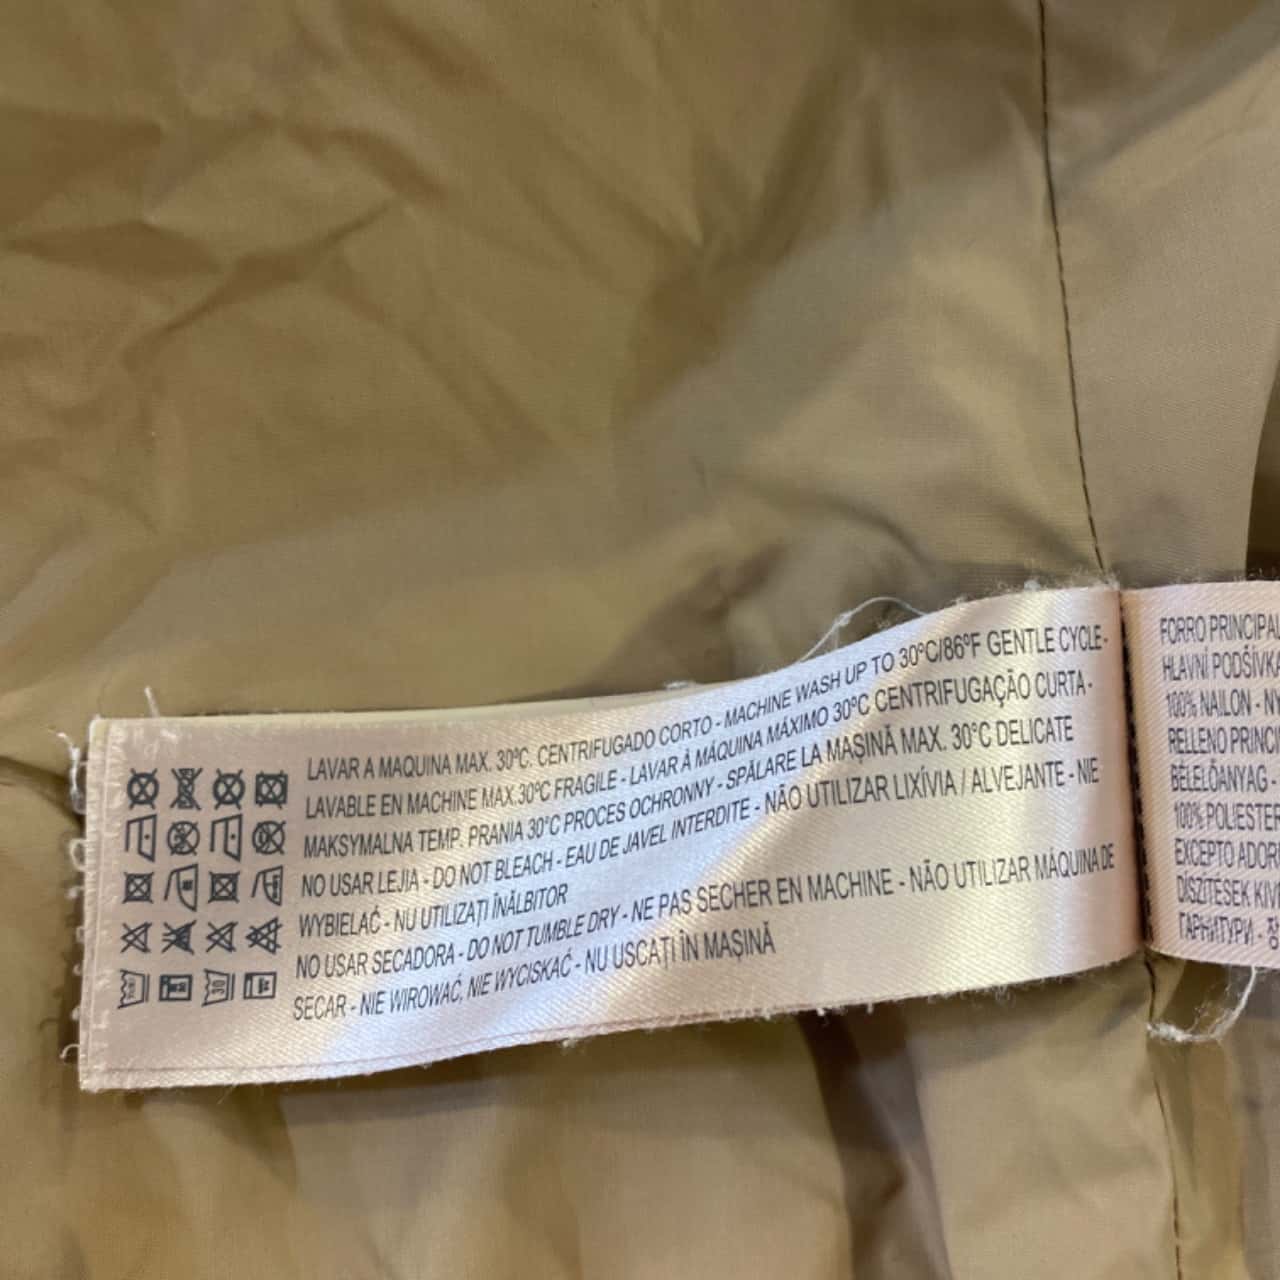 LAVAR A MAQUINA MAX. 30ºC. CENTRIFUGADO CORTO - MACHINE WASH UP TO 30ºC/86ºF GENTLE CYCLE -
LAVABLE EN MACHINE MAX.30ºC FRAGILE - LAVAR À MÁQUINA MÁXIMO 30ºC CENTRIFUGAÇÃO CURTA -
MAKSYMALNA TEMP. PRANIA 30°C PROCES OCHRONNY - SPĂLARE LA MAȘINĂ MAX. 30°C DELICATE
NO USAR LEJIA - DO NOT BLEACH - EAU DE JAVEL INTERDITE - NÃO UTILIZAR LIXÍVIA / ALVEJANTE - NIE
WYBIELAĆ - NU UTILIZAȚI ÎNĂLBITOR
NO USAR SECADORA - DO NOT TUMBLE DRY - NE PAS SECHER EN MACHINE - NÃO UTILIZAR MÁQUINA DE
SECAR - NIE WIROWAĆ, NIE WYCISKAĆ - NU USCAȚI ÎN MAȘINĂ
FORRO PRINCIPAL
HLAVNÍ PODŠÍVKA
100% NAILON - NY
RELLENO PRINCI
BÉLELŐANYAG -
100% POLIESTER
EXCEPTO ADOR
DÍSZÍTÉSEK KIV
ГАРНИТУРИ -